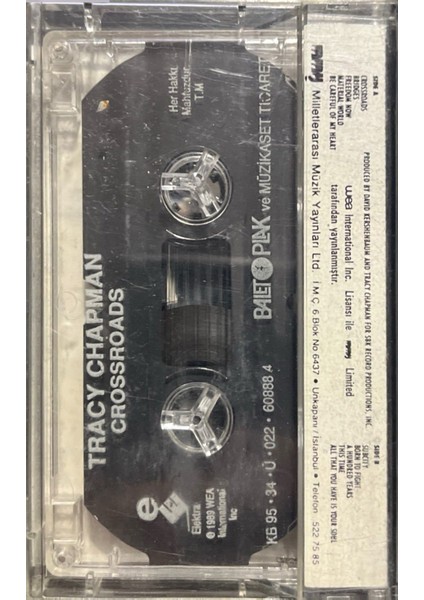 TRACY CHAPMAN
CROSSROADS
e
Elektra
℗ 1989 WEA
International
Inc
Her Hakkı
Mahfuzdur.
T.M
BALET PLAK ve MÜZİKASET TİCARET
KB 95 • 34 • Ü • 022 • 60888.4
SIDE A
CROSSROADS
BRIDGES
FREEDOM NOW
MATERIAL WORLD
BE CAREFUL OF MY HEART
SIDE B
SUBCITY
BORN TO FIGHT
A HUNDRED YEARS
THIS TIME
ALL THAT YOU HAVE IS YOUR SOUL
PRODUCED BY DAVID KERSHENBAUM AND TRACY CHAPMAN FOR SBK RECORD PRODUCTIONS, INC.
wea International Inc. Lisansı ile Limited
tarafından yayınlanmıştır.
Milletlerarası Müzik Yayınları Ltd. İ M.Ç. 6 Blok No 6437 • Unkapanı / İstanbul • Telefon : 522 75 85